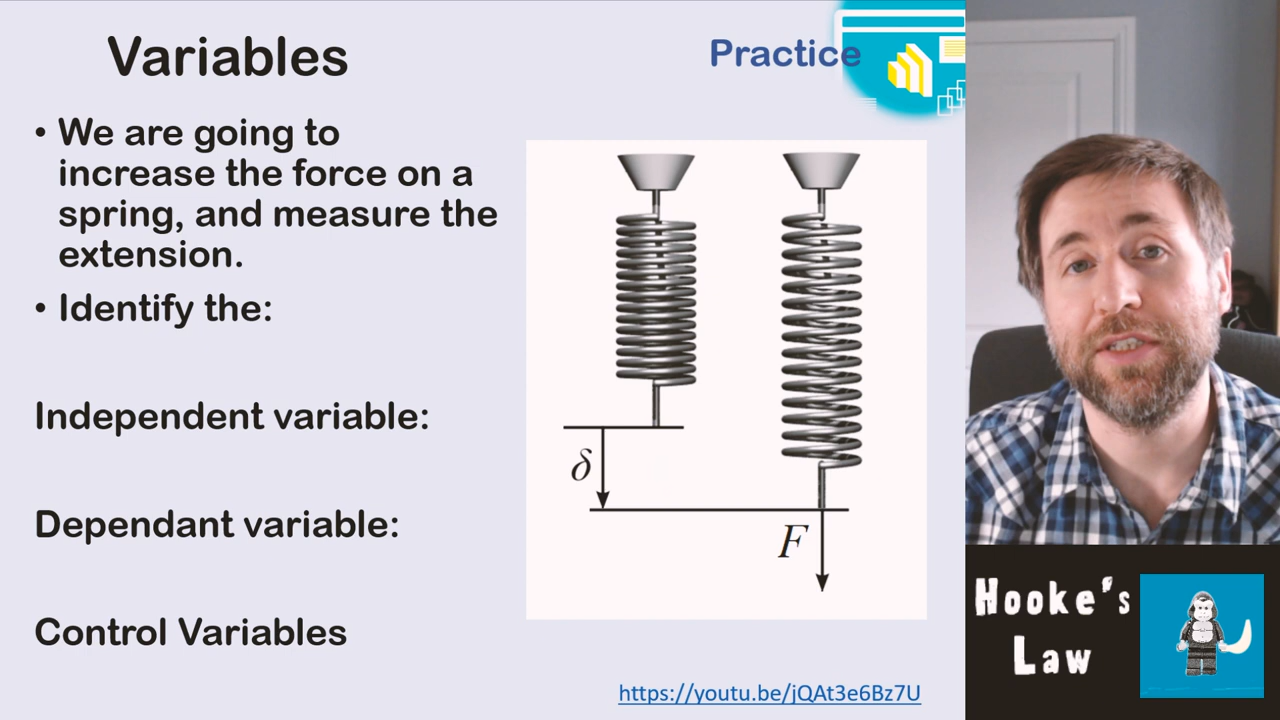 Variables
Practice
• We are going to
increase the force on a
spring, and measure the
extension.
• Identify the:
Independent variable:
Dependant variable:
Control Variables
δ
F
https://youtu.be/jQAt3e6Bz7U
Hooke's
Law